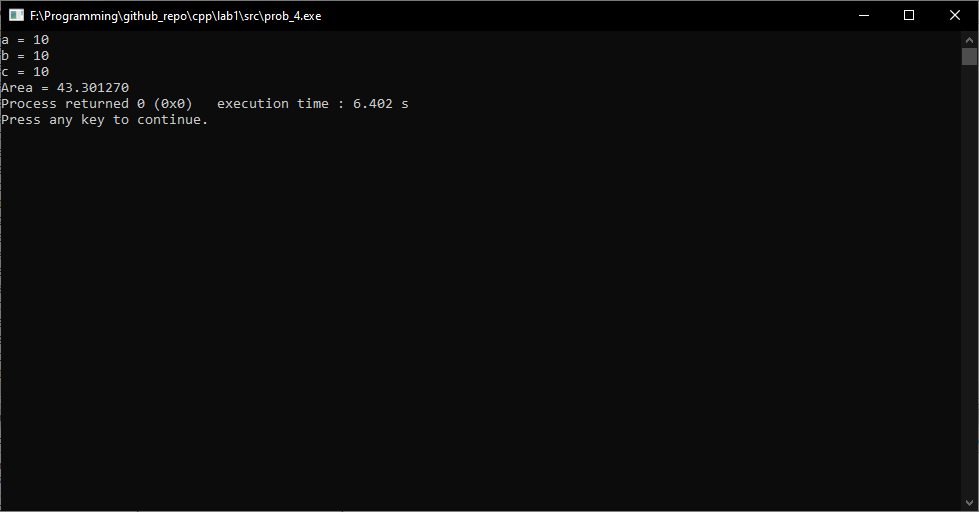 F:\Programming\github_repo\cpp\lab1\src\prob_4.exe
a = 10
b = 10
c = 10
Area = 43.301270
Process returned 0 (0x0)   execution time : 6.402 s
Press any key to continue.